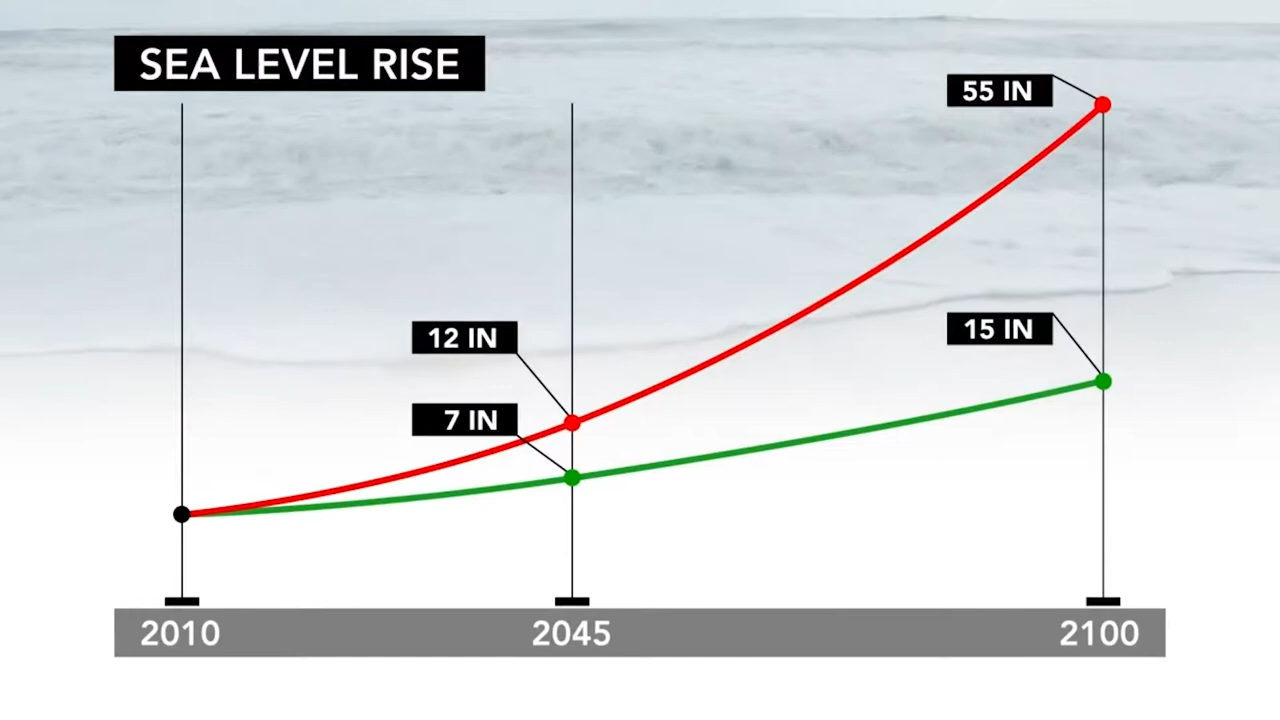 SEA LEVEL RISE
55 IN
15 IN
12 IN
7 IN
2010
2045
2100